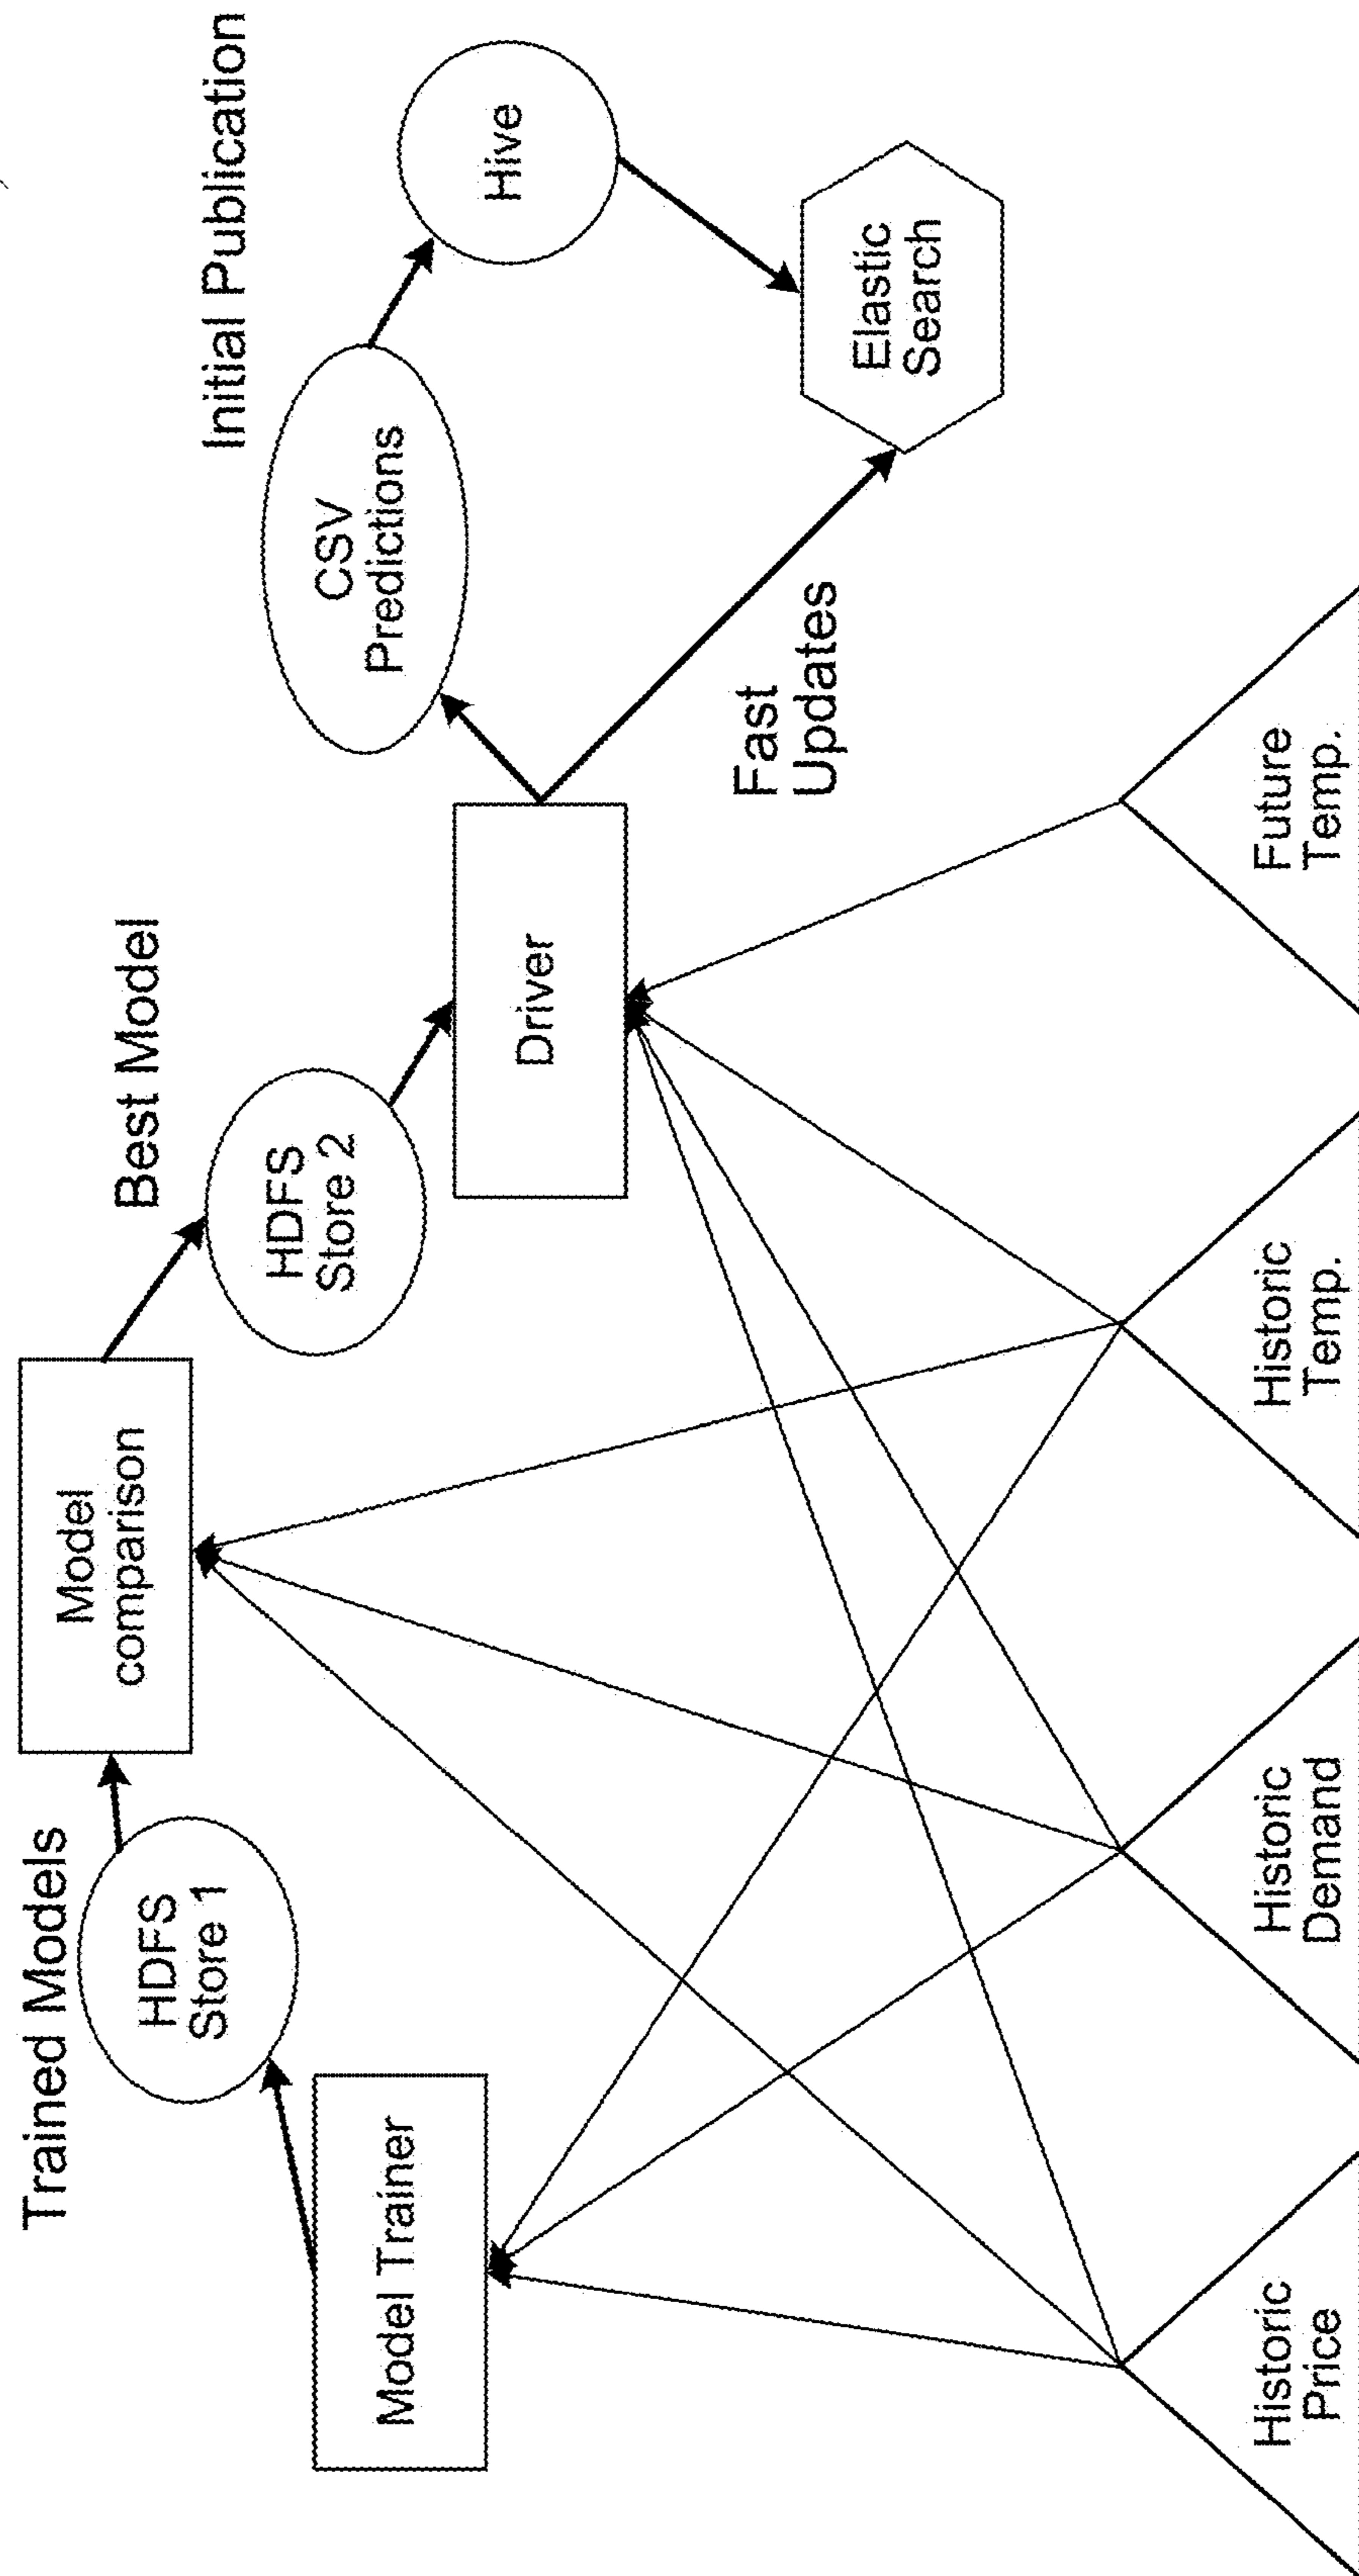 Trained Models
HDFS
Store 1
Model Trainer
Model
comparison
Best Model
HDFS
Store 2
Driver
Initial Publication
CSV
Predictions
Hive
Fast
Updates
Elastic
Search
Historic
Price
Historic
Demand
Historic
Temp.
Future
Temp.